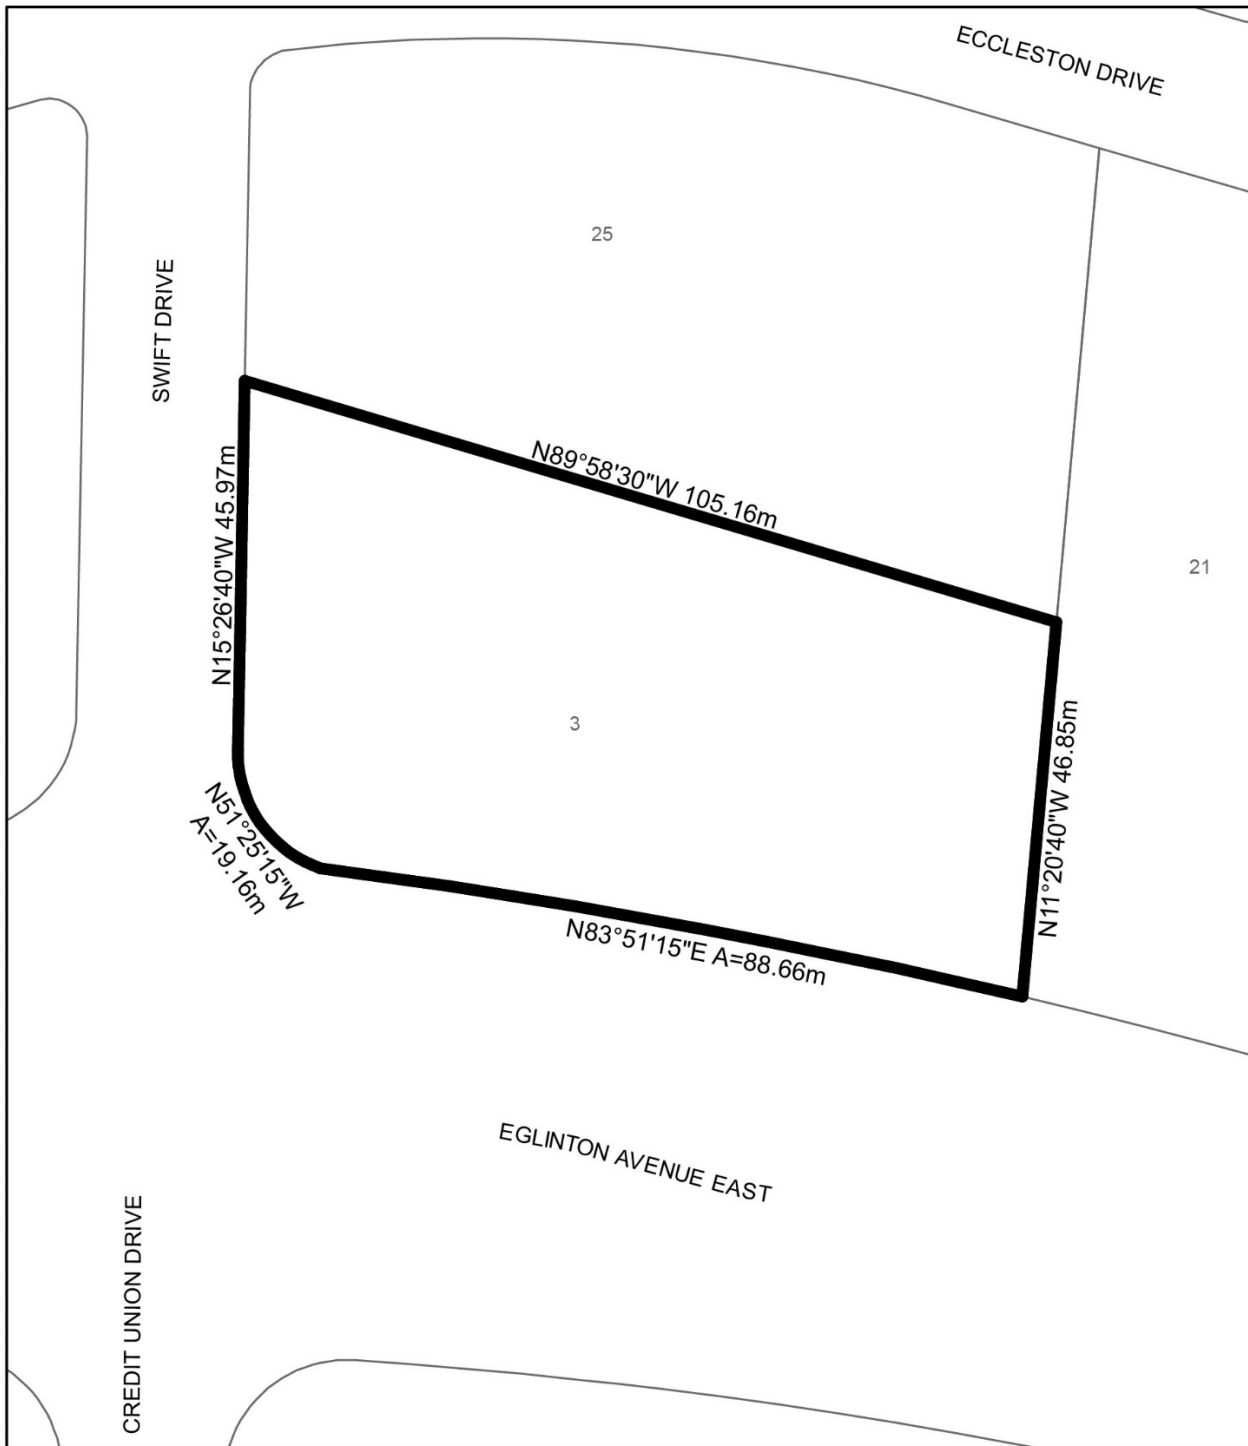 ECCLESTON DRIVE
25
SWIFT DRIVE
N89°58'30"W 105.16m
N15°26'40"W 45.97m
21
3
N11°20'40"W 46.85m
N51°25'15"W
A=19.16m
N83°51'15"E A=88.66m
EGLINTON AVENUE EAST
CREDIT UNION DRIVE